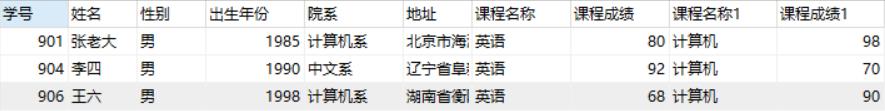 学号 姓名 性别 出生年份 院系 地址 课程名称 课程成绩 课程名称1 课程成绩1
901 张老大 男 1985 计算机系 北京市海 英语 80 计算机 98
904 李四 男 1990 中文系 辽宁省阜 英语 92 计算机 70
906 王六 男 1998 计算机系 湖南省衡 英语 68 计算机 90